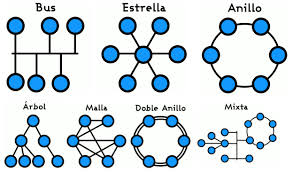 Bus
Estrella
Anillo
Árbol
Malla
Doble Anillo
Mixta